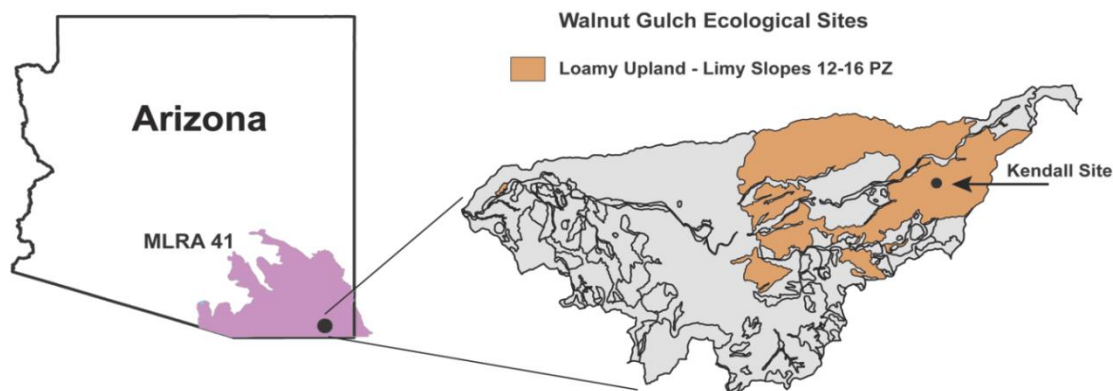 Walnut Gulch Ecological Sites
Loamy Upland - Limy Slopes 12-16 PZ
Arizona
Kendall Site
MLRA 41